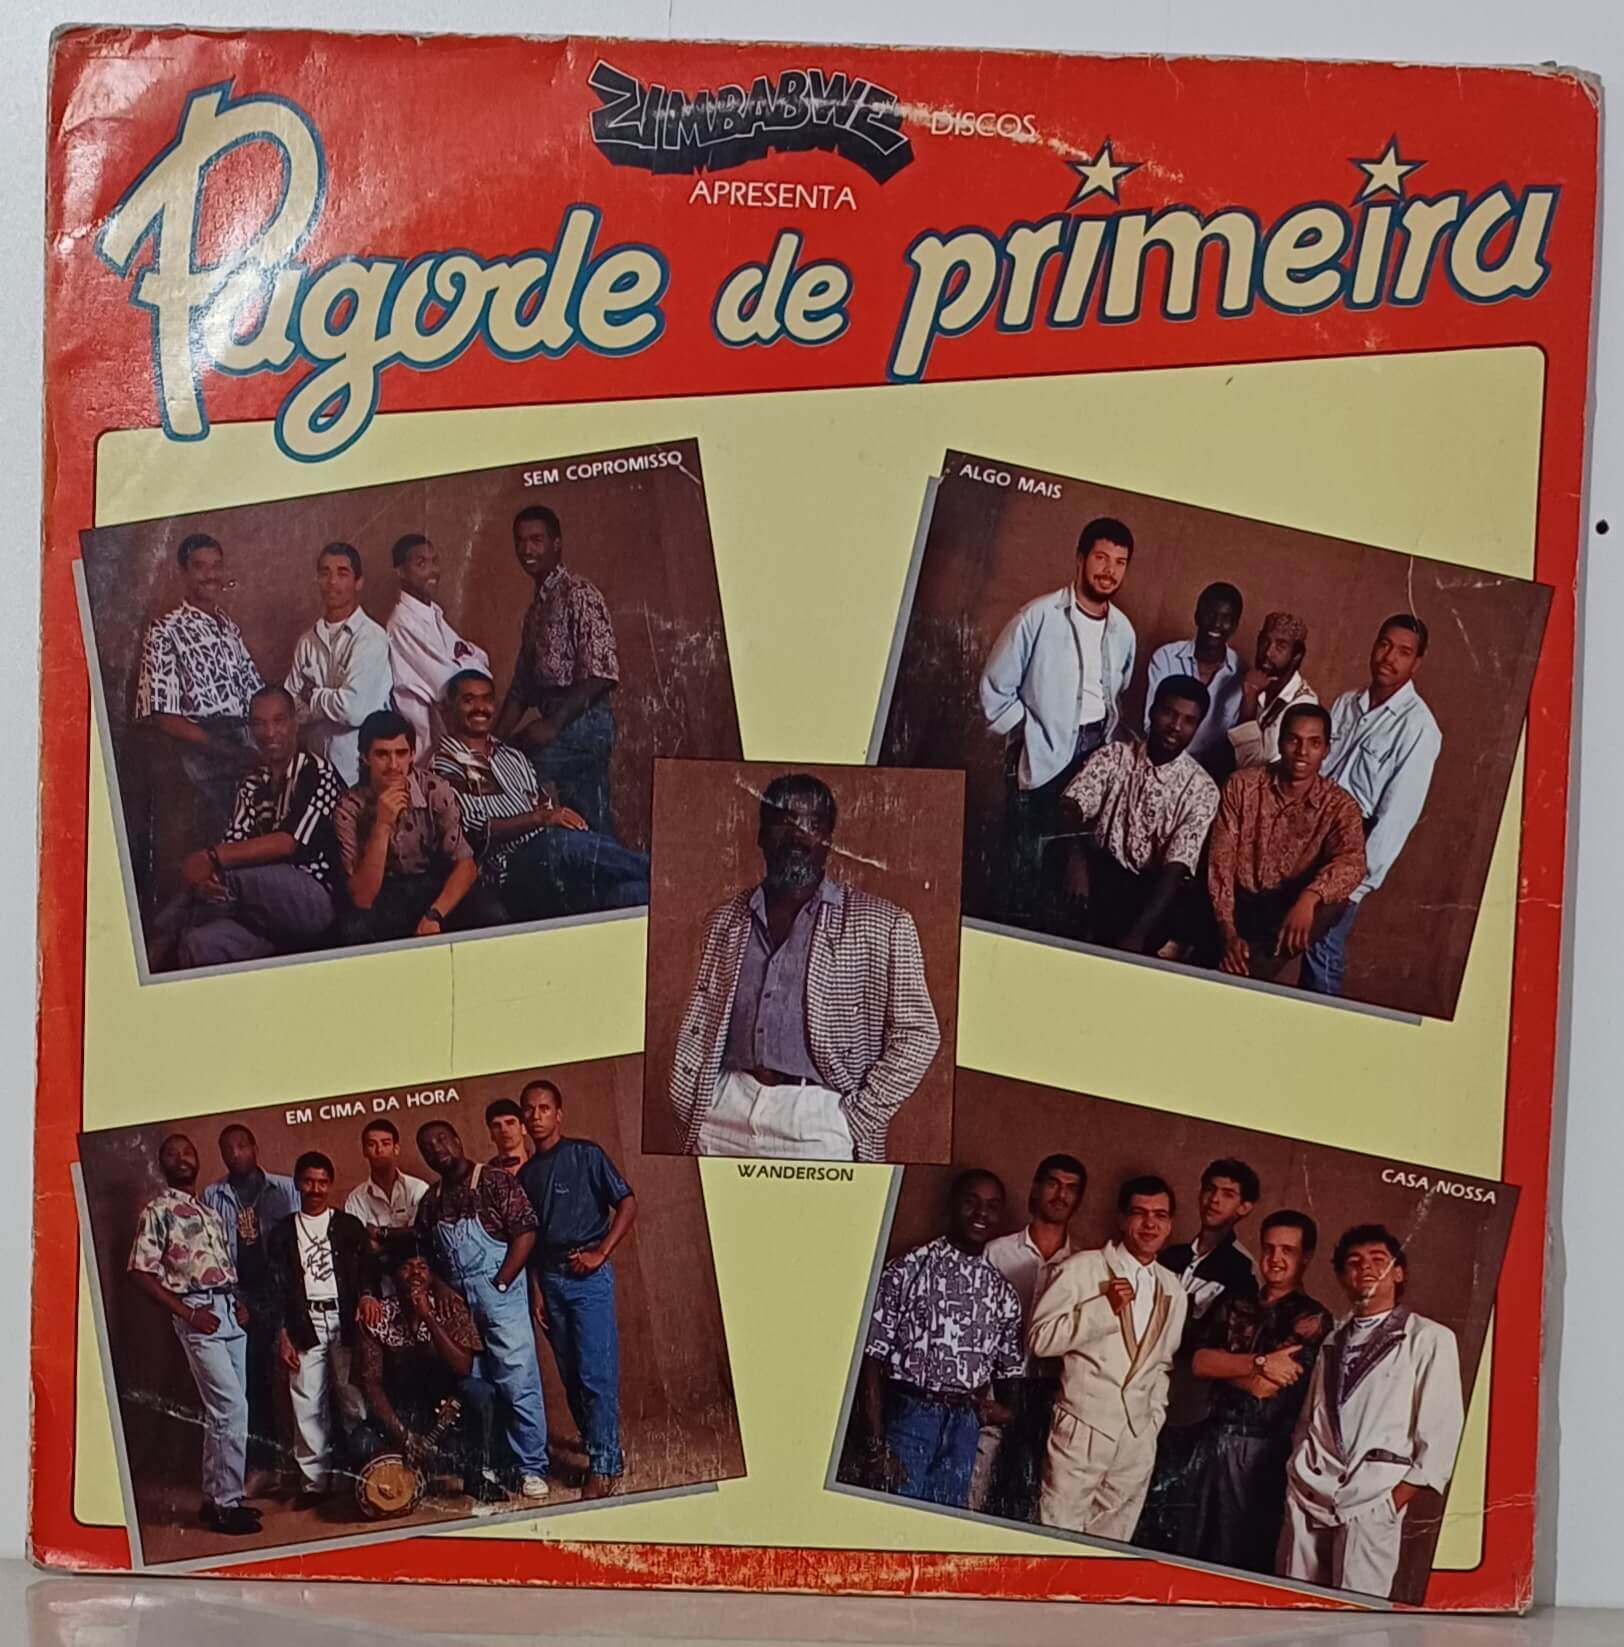 ZIMBABWE DISCOS
APRESENTA
Pagode de primeira
SEM COPROMISSO
ALGO MAIS
EM CIMA DA HORA
WANDERSON
CASA NOSSA